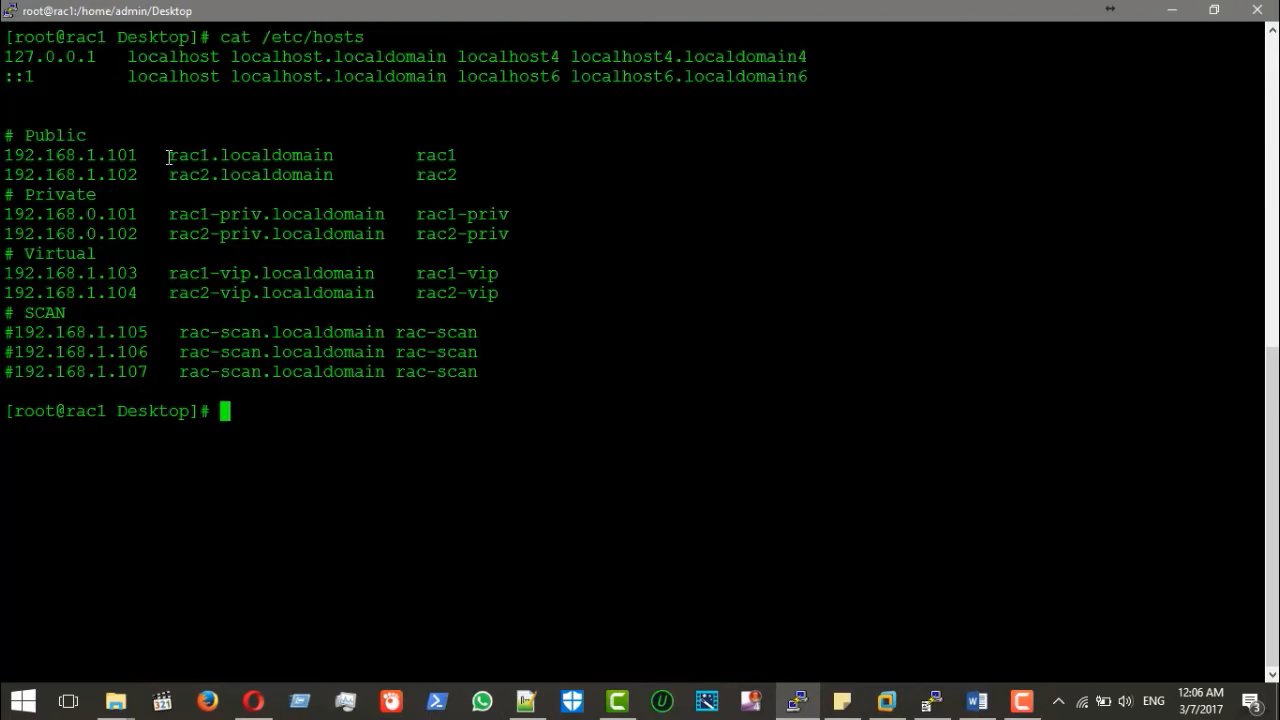 root@rac1:/home/admin/Desktop
[root@rac1 Desktop]# cat /etc/hosts
127.0.0.1   localhost localhost.localdomain localhost4 localhost4.localdomain4
::1         localhost localhost.localdomain localhost6 localhost6.localdomain6
# Public
192.168.1.101   rac1.localdomain        rac1
192.168.1.102   rac2.localdomain        rac2
# Private
192.168.0.101   rac1-priv.localdomain   rac1-priv
192.168.0.102   rac2-priv.localdomain   rac2-priv
# Virtual
192.168.1.103   rac1-vip.localdomain    rac1-vip
192.168.1.104   rac2-vip.localdomain    rac2-vip
# SCAN
#192.168.1.105   rac-scan.localdomain rac-scan
#192.168.1.106   rac-scan.localdomain rac-scan
#192.168.1.107   rac-scan.localdomain rac-scan
[root@rac1 Desktop]#
321
ENG
12:06 AM
3/7/2017
3